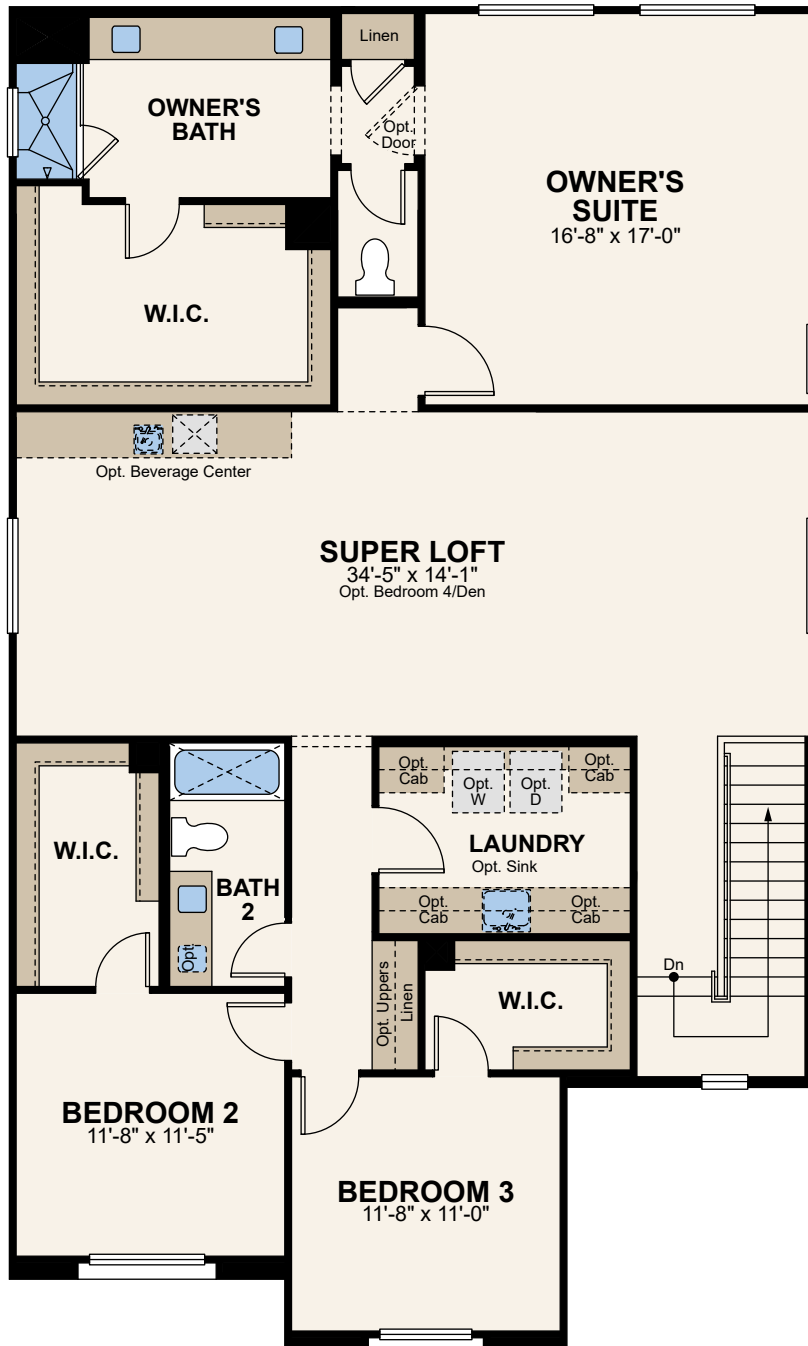 Linen
OWNER'S
BATH
Opt.
Door
OWNER'S
SUITE
16'-8" x 17'-0"
W.I.C.
Opt. Beverage Center
SUPER LOFT
34'-5" x 14'-1"
Opt. Bedroom 4/Den
Opt.
Cab
Opt.
W
Opt.
D
Opt.
Cab
W.I.C.
LAUNDRY
Opt. Sink
BATH
2
Opt.
Cab
Opt.
Cab
Opt
Dn
Opt. Uppers
Linen
W.I.C.
BEDROOM 2
11'-8" x 11'-5"
BEDROOM 3
11'-8" x 11'-0"